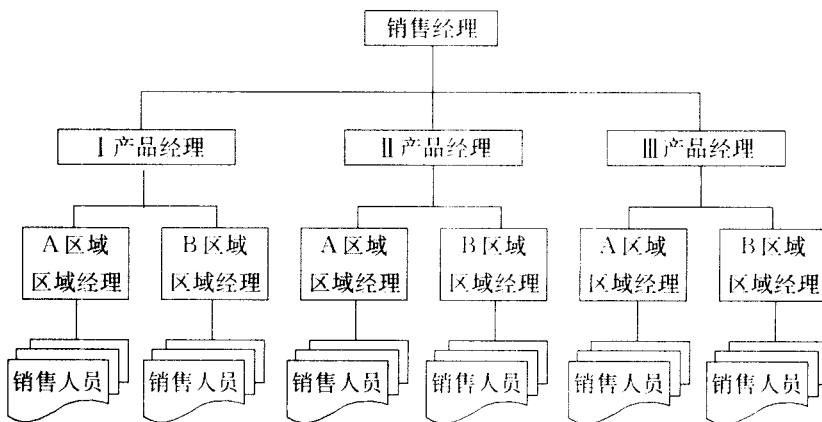 销售经理
Ⅰ产品经理
Ⅱ产品经理
Ⅲ产品经理
A区域
区域经理
B区域
区域经理
A区域
区域经理
B区域
区域经理
A区域
区域经理
B区域
区域经理
销售人员
销售人员
销售人员
销售人员
销售人员
销售人员